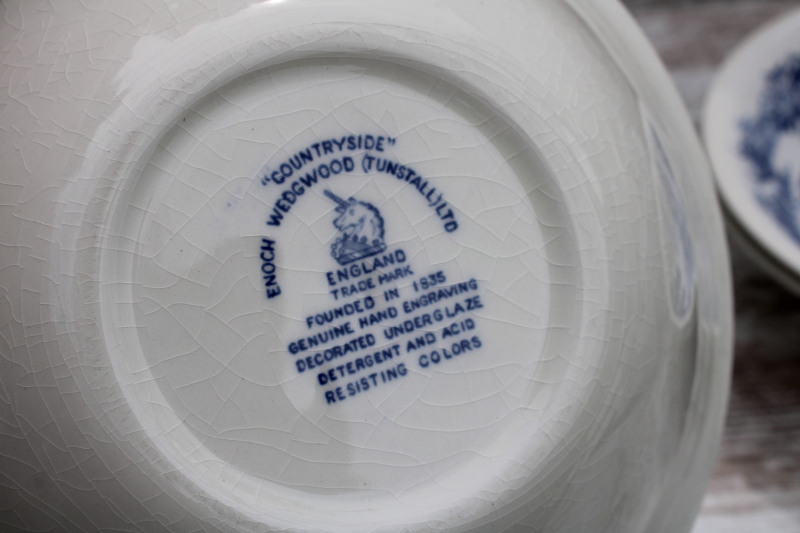 "COUNTRYSIDE"
ENOCH WEDGWOOD (TUNSTALL) LTD
ENGLAND
TRADE MARK
FOUNDED IN 1835
GENUINE HAND ENGRAVING
DECORATED UNDERGLAZE
DETERGENT AND ACID
RESISTING COLORS